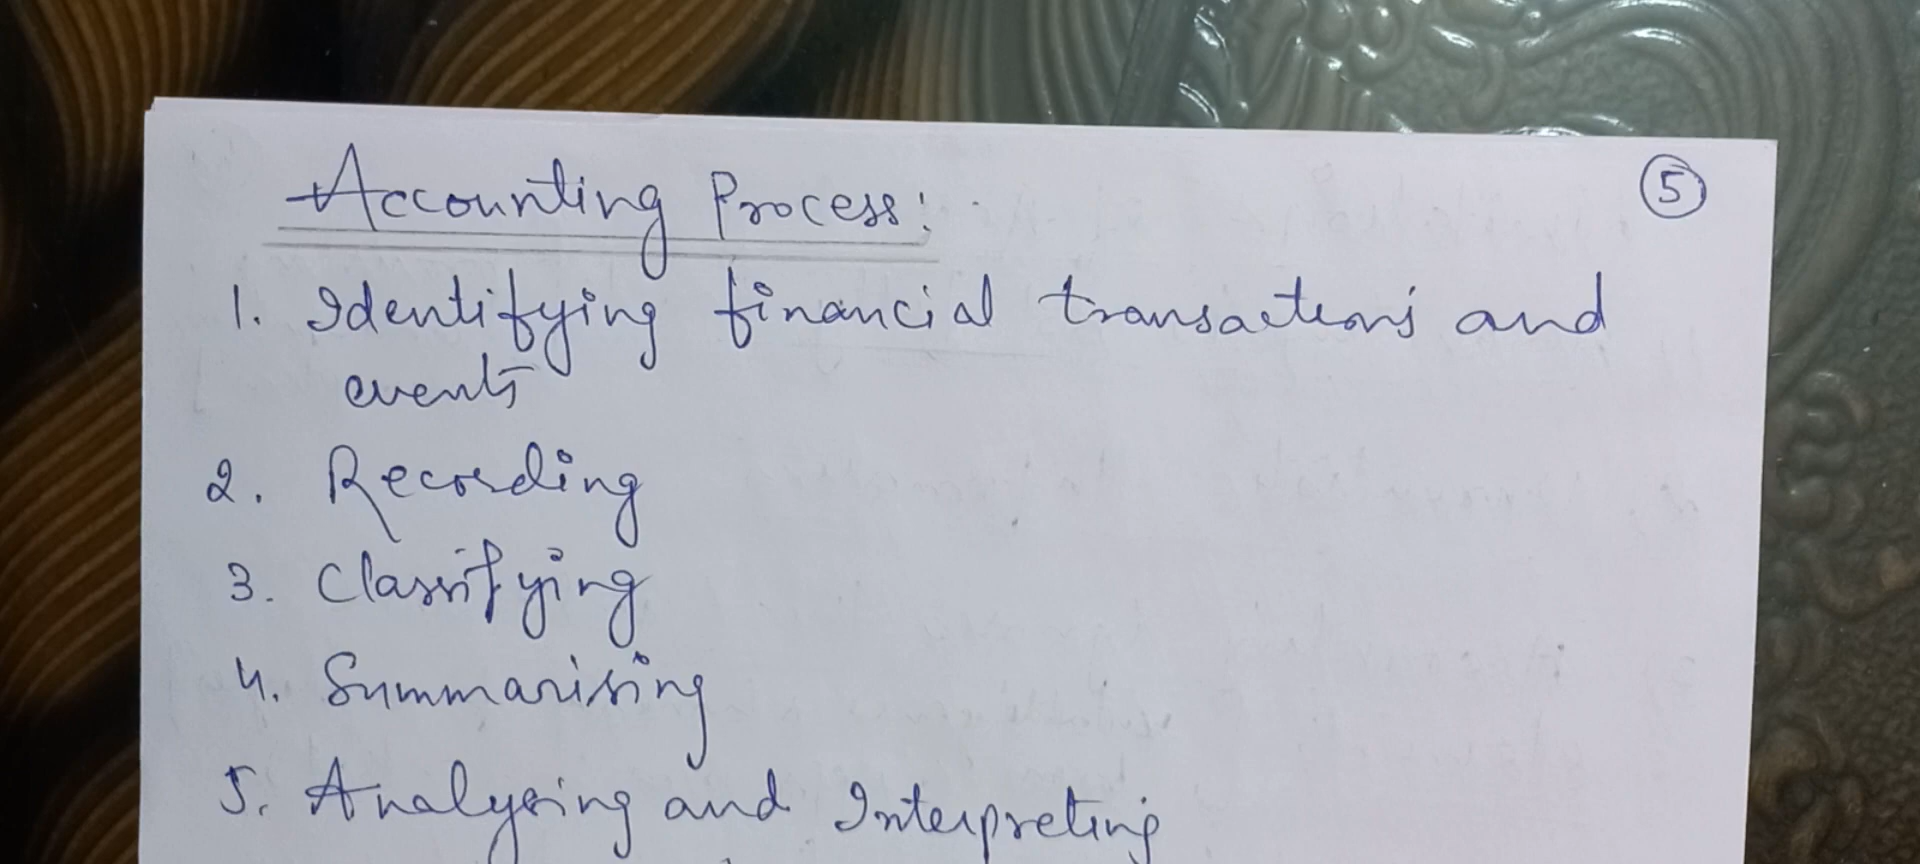 Accounting Process:
5
1. Identifying financial transactions and
events
2. Recording
3. Classifying
4. Summarising
5. Analysing and Interpreting